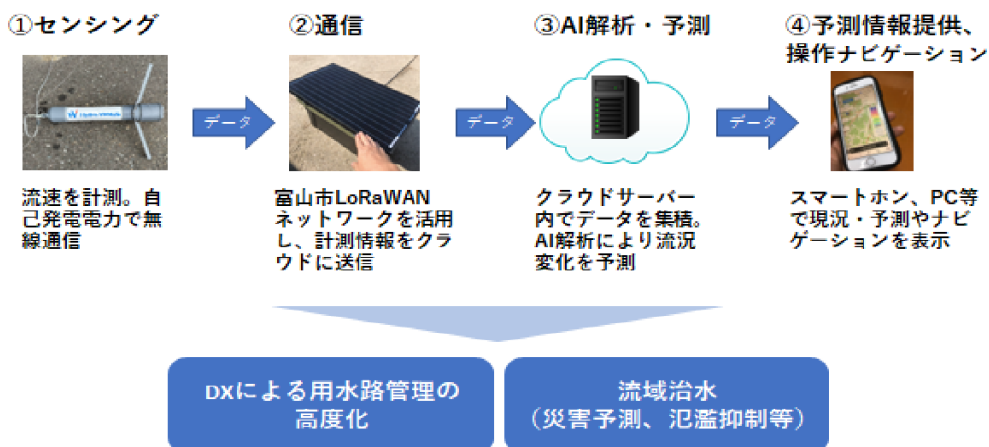 ①センシング
②通信
③AI解析・予測
④予測情報提供、
操作ナビゲーション
データ
データ
データ
流速を計測。自
己発電電力で無
線通信
富山市LoRaWAN
ネットワークを活用
し、計測情報をクラ
ウドに送信
クラウドサーバー
内でデータを集積。
AI解析により流況
変化を予測
スマートホン、PC等
で現況・予測やナビ
ゲーションを表示
DXによる用水路管理の
高度化
流域治水
（災害予測、氾濫抑制等）